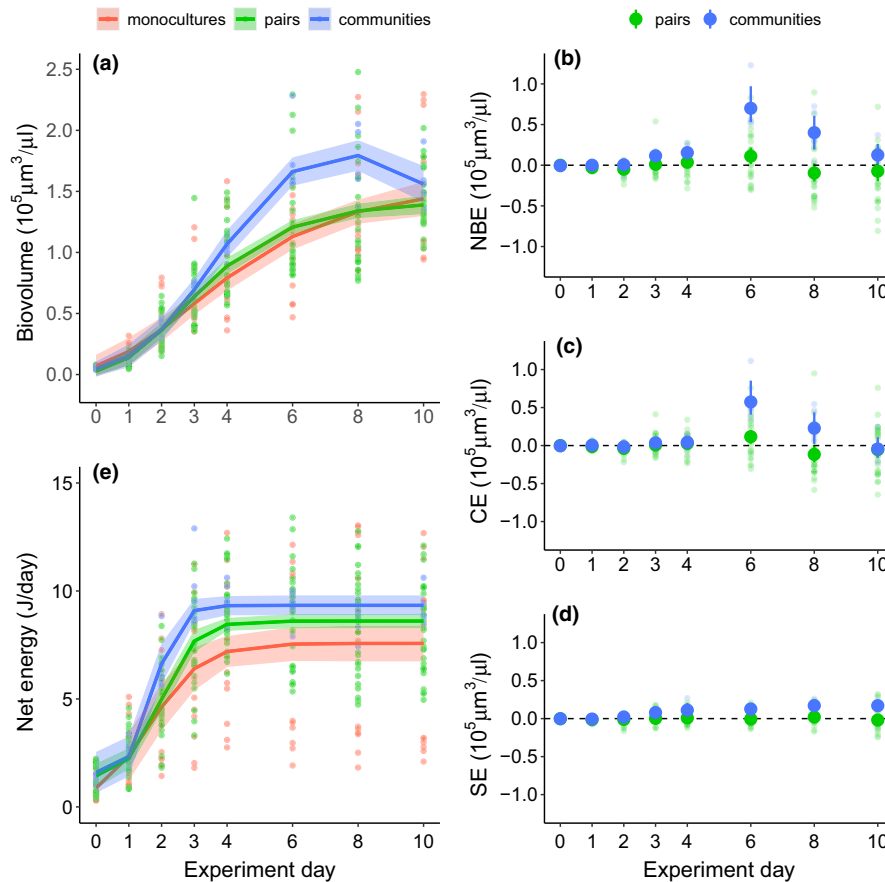 monocultures pairs communities
pairs communities
(a)
Biovolume (10⁵µm³/µl)
2.5
2.0
1.5
1.0
0.5
0.0
0 1 2 3 4 6 8 10
(b)
NBE (10⁵µm³/µl)
1.0
0.5
0.0
−0.5
−1.0
0 1 2 3 4 6 8 10
(c)
CE (10⁵µm³/µl)
1.0
0.5
0.0
−0.5
−1.0
0 1 2 3 4 6 8 10
(e)
Net energy (J/day)
15
10
5
0
0 1 2 3 4 6 8 10
Experiment day
(d)
SE (10⁵µm³/µl)
1.0
0.5
0.0
−0.5
−1.0
0 1 2 3 4 6 8 10
Experiment day